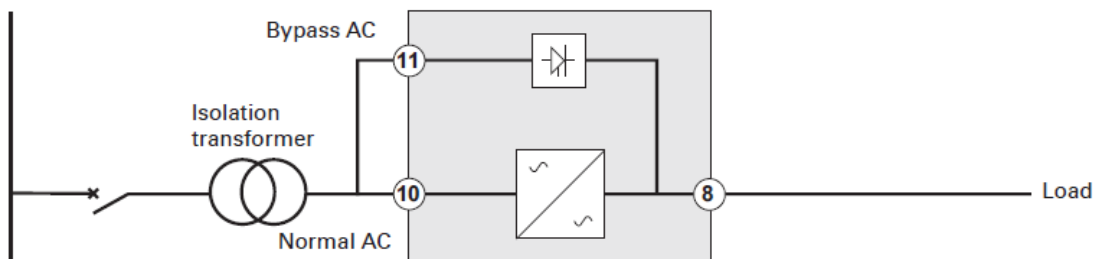 Bypass AC
11
Isolation
transformer
10
8
Load
Normal AC